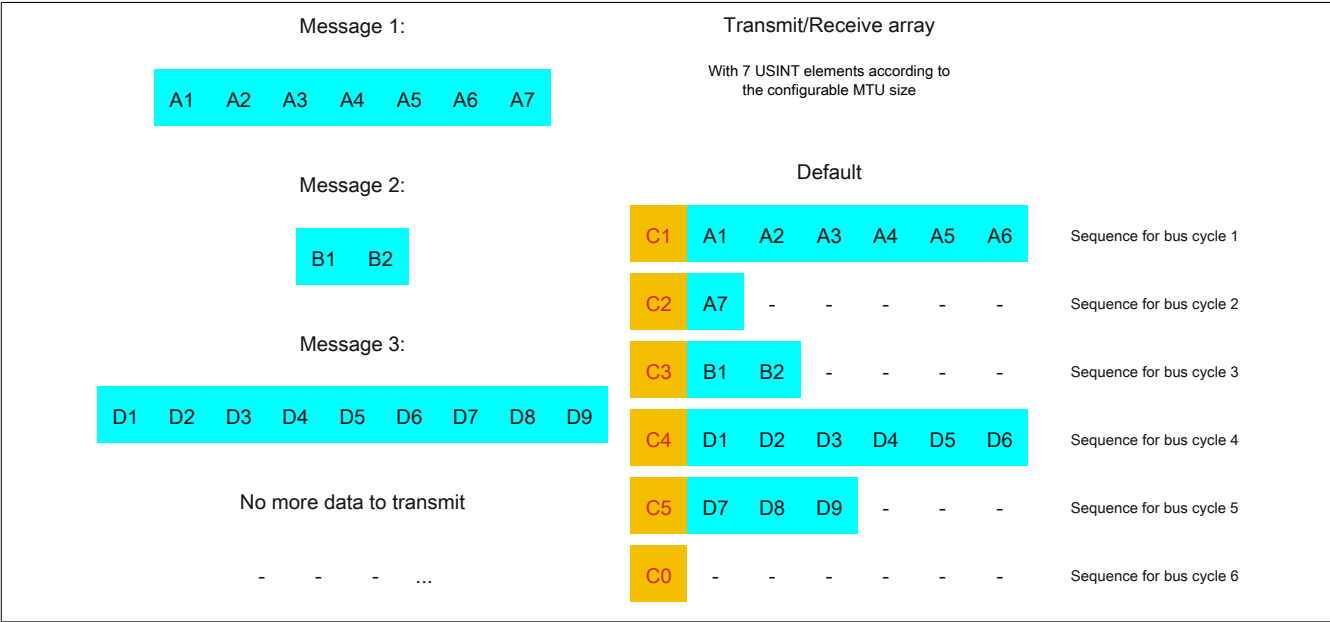 Message 1:
A1 A2 A3 A4 A5 A6 A7
Message 2:
B1 B2
Message 3:
D1 D2 D3 D4 D5 D6 D7 D8 D9
No more data to transmit
- - - ...
Transmit/Receive array
With 7 USINT elements according to
the configurable MTU size
Default
C1 A1 A2 A3 A4 A5 A6 Sequence for bus cycle 1
C2 A7 - - - - - Sequence for bus cycle 2
C3 B1 B2 - - - - Sequence for bus cycle 3
C4 D1 D2 D3 D4 D5 D6 Sequence for bus cycle 4
C5 D7 D8 D9 - - - Sequence for bus cycle 5
C0 - - - - - - Sequence for bus cycle 6